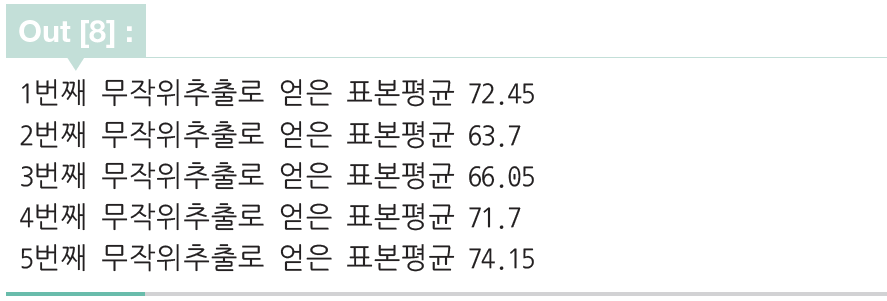 Out [8] :
1번째 무작위추출로 얻은 표본평균 72.45
2번째 무작위추출로 얻은 표본평균 63.7
3번째 무작위추출로 얻은 표본평균 66.05
4번째 무작위추출로 얻은 표본평균 71.7
5번째 무작위추출로 얻은 표본평균 74.15